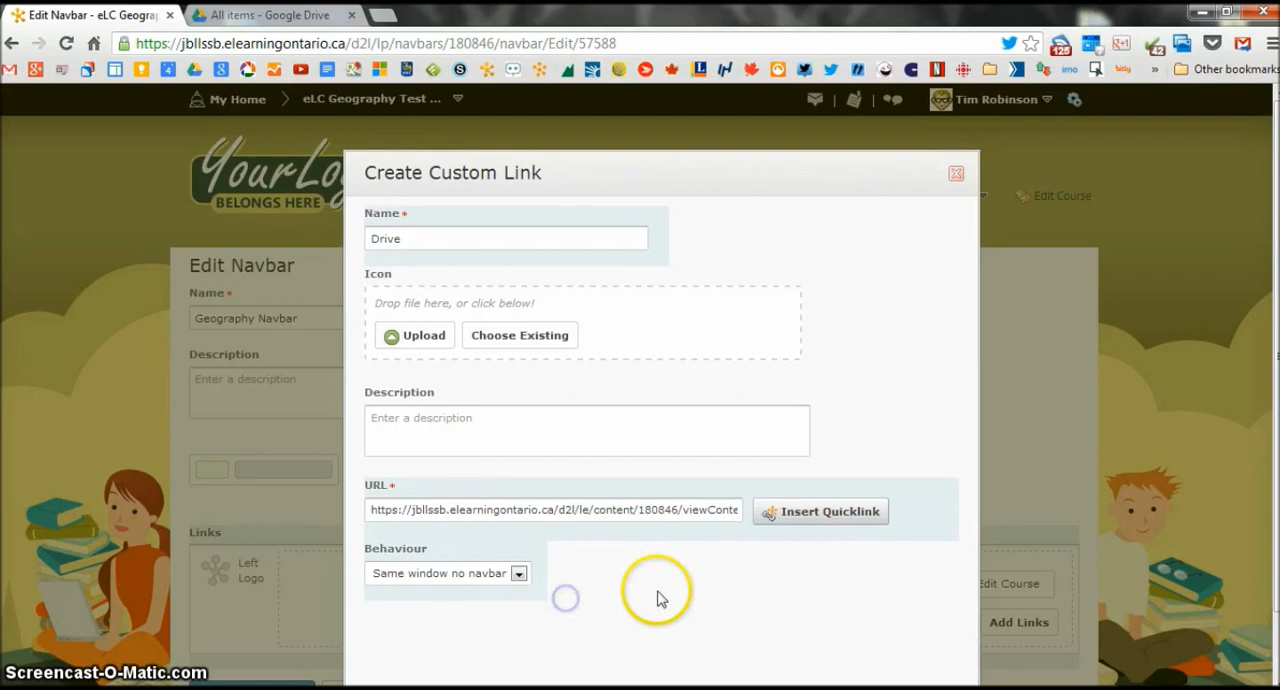 Edit Navbar - eLC Geogra
All items - Google Drive
https://jbllssb.elearningontario.ca/d2l/lp/navbars/180846/navbar/Edit/57588
Other bookmarks
My Home
eLC Geography Test ...
Tim Robinson
YourLo
BELONGS HERE
Edit Course
Create Custom Link
Edit Navbar
Name *
Geography Navbar
Description
Enter a description
Links
Left
Logo
Name *
Drive
Icon
Drop file here, or click below!
Upload
Choose Existing
Description
Enter a description
URL *
https://jbllssb.elearningontario.ca/d2l/le/content/180846/viewConte
Insert Quicklink
Behaviour
Same window no navbar
dit Course
Add Links
Screencast-O-Matic.com